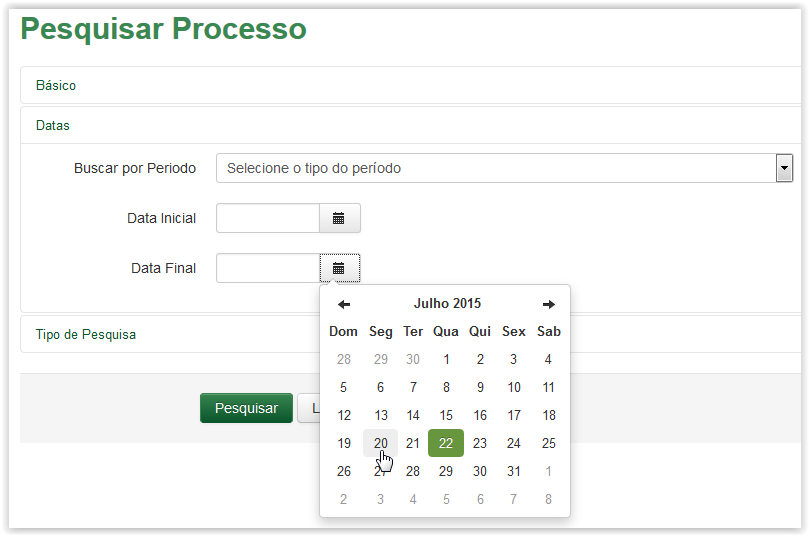 Pesquisar Processo
Básico
Datas
Buscar por Periodo Selecione o tipo do período
Data Inicial
Data Final
Julho 2015
Dom Seg Ter Qua Qui Sex Sab
28 29 30 1 2 3 4
5 6 7 8 9 10 11
12 13 14 15 16 17 18
19 20 21 22 23 24 25
26 27 28 29 30 31 1
2 3 4 5 6 7 8
Tipo de Pesquisa
Pesquisar